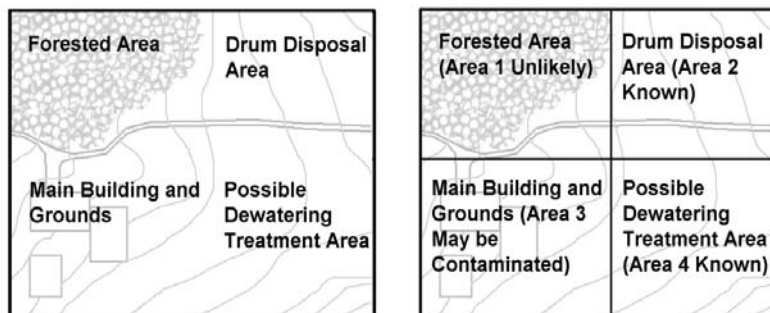 Forested Area
Drum Disposal
Area
Main Building and
Grounds
Possible
Dewatering
Treatment Area
Forested Area
(Area 1 Unlikely)
Drum Disposal
Area (Area 2
Known)
Main Building and
Grounds (Area 3
May be
Contaminated)
Possible
Dewatering
Treatment Area
(Area 4 Known)